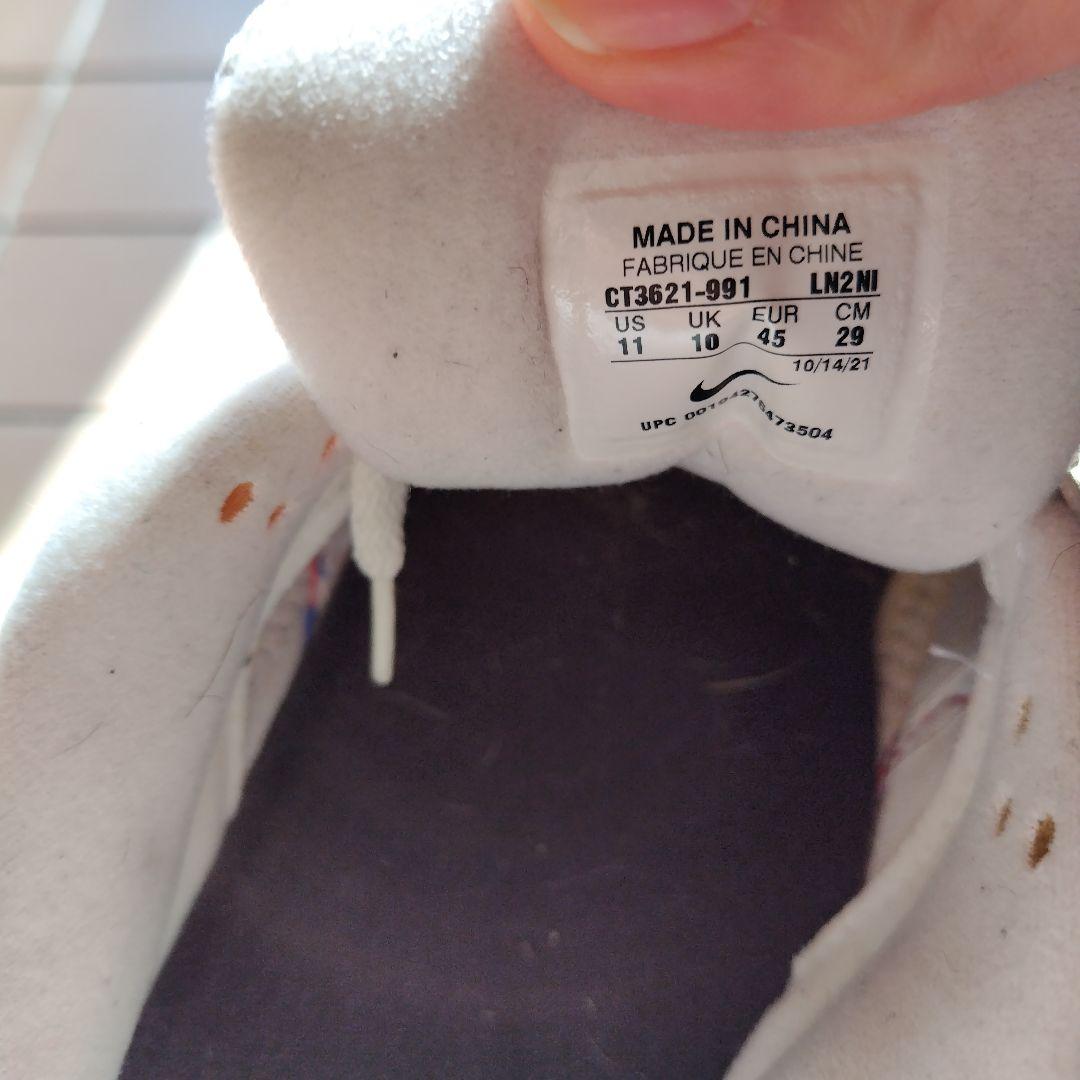 MADE IN CHINA
FABRIQUE EN CHINE
CT3621-991 LN2NI
US UK EUR CM
11 10 45 29
10/14/21
UPC